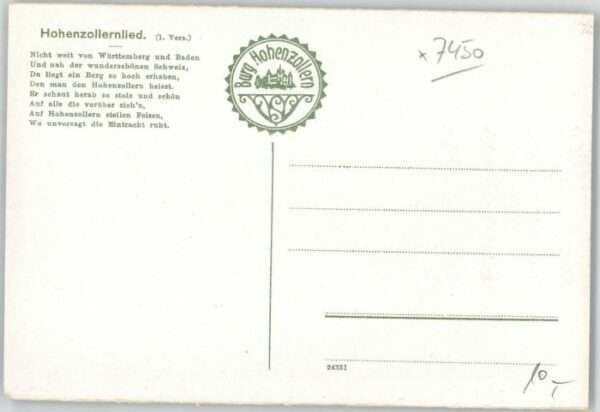 Hohenzollernlied. (1. Vers.)
Nicht weit von Württemberg und Baden
Und nah der wunderschönen Schweiz,
Da liegt ein Berg so hoch erhaben,
Den man den Hohenzollern heisst.
Er schaut herab so stolz und schön
Auf alle die vorüber zieh'n,
Auf Hohenzollern steilen Felsen,
Wo unverzagt die Eintracht ruht.
Burg Hohenzollern
x 7450
24351
10,-